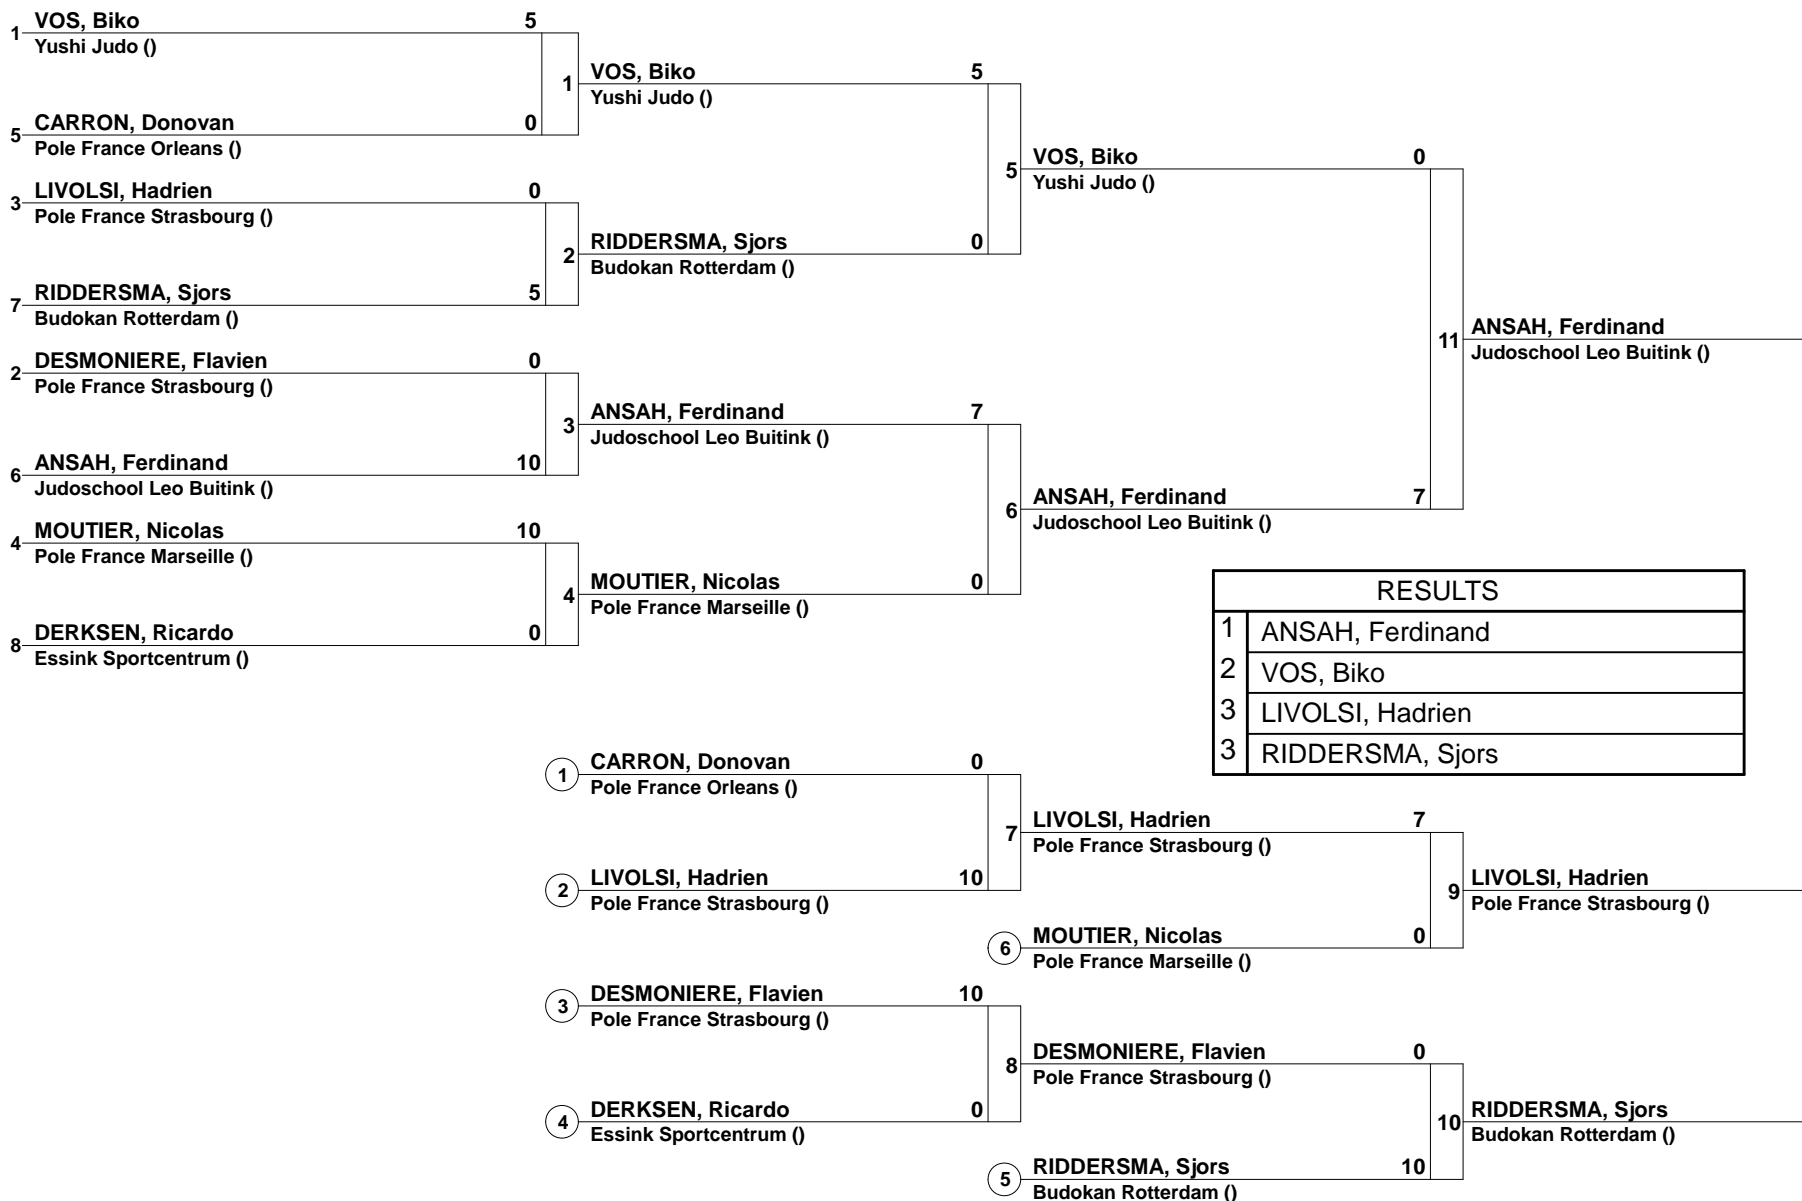 1 VOS, Biko 5
Yushi Judo ()
5 CARRON, Donovan 0
Pole France Orleans ()
1 VOS, Biko 5
Yushi Judo ()
3 LIVOLSI, Hadrien 0
Pole France Strasbourg ()
7 RIDDERSMA, Sjors 5
Budokan Rotterdam ()
2 RIDDERSMA, Sjors 0
Budokan Rotterdam ()
5 VOS, Biko 0
Yushi Judo ()
2 DESMONIERE, Flavien 0
Pole France Strasbourg ()
6 ANSAH, Ferdinand 10
Judoschool Leo Buitink ()
3 ANSAH, Ferdinand 7
Judoschool Leo Buitink ()
4 MOUTIER, Nicolas 10
Pole France Marseille ()
8 DERKSEN, Ricardo 0
Essink Sportcentrum ()
4 MOUTIER, Nicolas 0
Pole France Marseille ()
6 ANSAH, Ferdinand 7
Judoschool Leo Buitink ()
11 ANSAH, Ferdinand
Judoschool Leo Buitink ()
RESULTS
1 ANSAH, Ferdinand
2 VOS, Biko
3 LIVOLSI, Hadrien
3 RIDDERSMA, Sjors
1 CARRON, Donovan 0
Pole France Orleans ()
2 LIVOLSI, Hadrien 10
Pole France Strasbourg ()
7 LIVOLSI, Hadrien 7
Pole France Strasbourg ()
6 MOUTIER, Nicolas 0
Pole France Marseille ()
9 LIVOLSI, Hadrien
Pole France Strasbourg ()
3 DESMONIERE, Flavien 10
Pole France Strasbourg ()
4 DERKSEN, Ricardo 0
Essink Sportcentrum ()
8 DESMONIERE, Flavien 0
Pole France Strasbourg ()
5 RIDDERSMA, Sjors 10
Budokan Rotterdam ()
10 RIDDERSMA, Sjors
Budokan Rotterdam ()